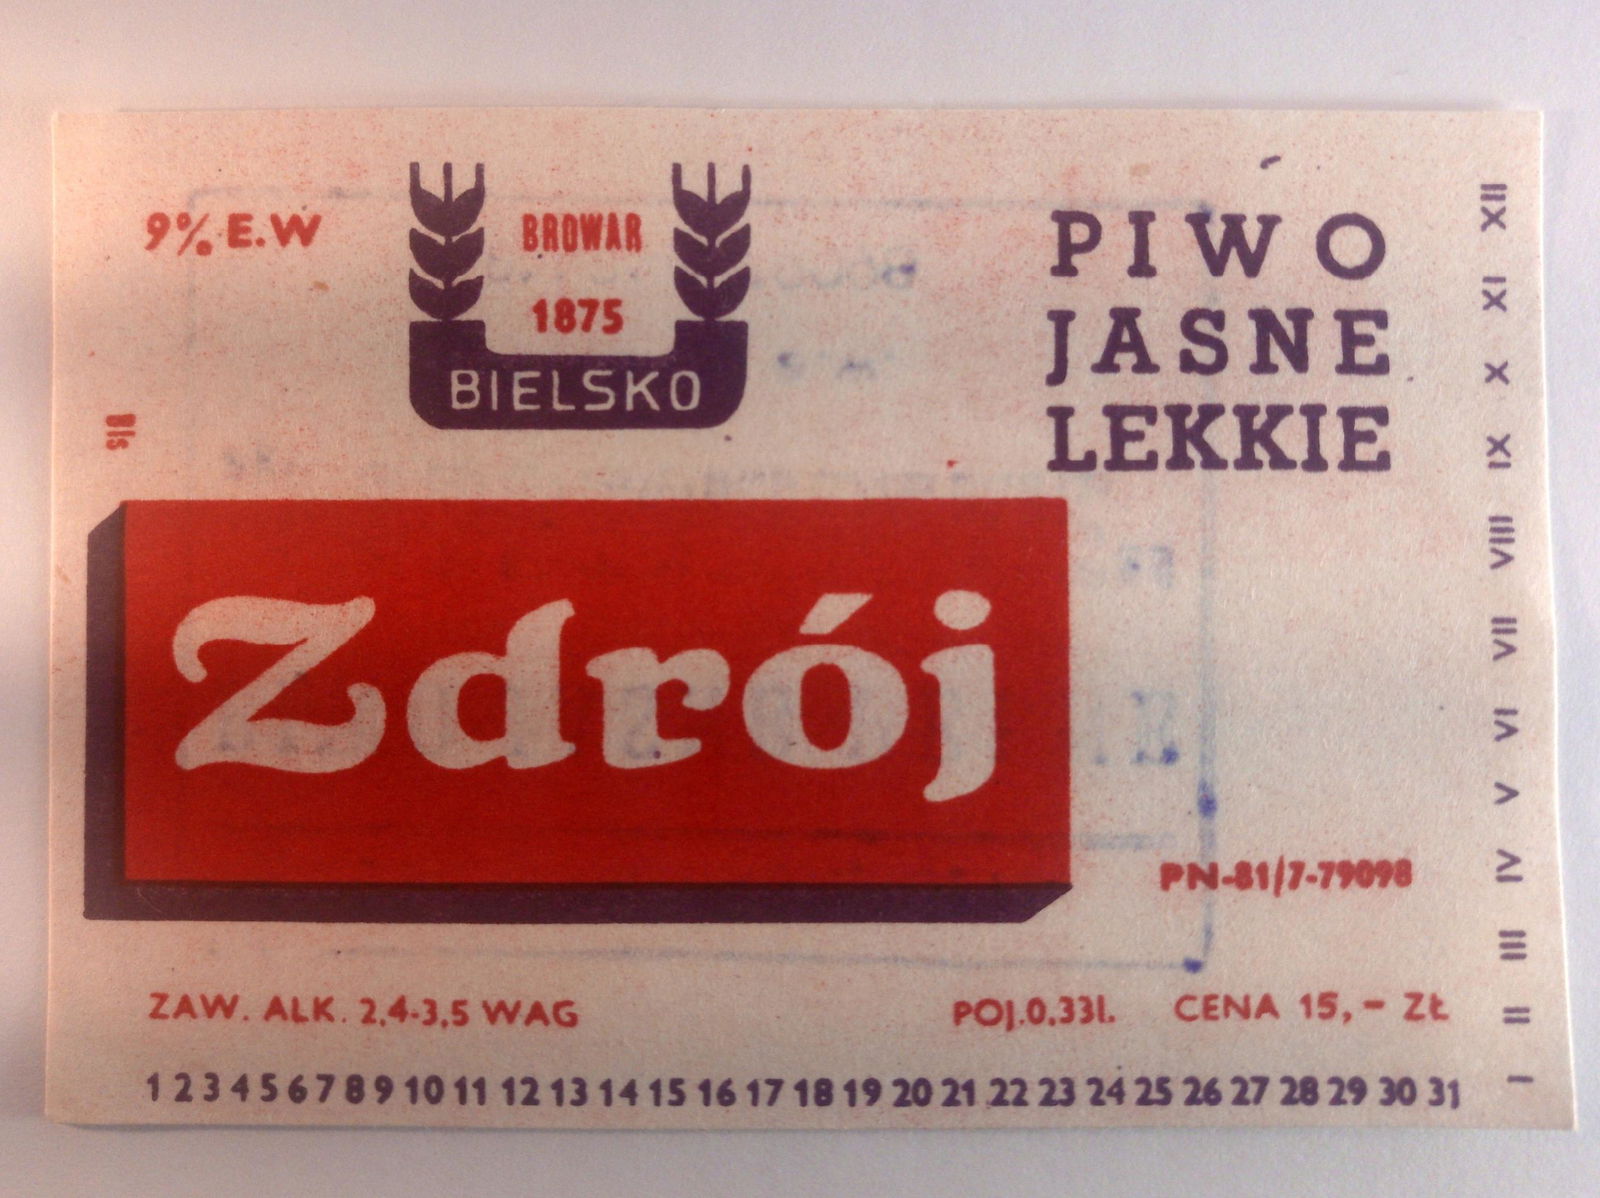 9% E.W
BROWAR
1875
BIELSKO
PIWO
JASNE
LEKKIE
Bls
Zdrój
PN-81/7-79098
ZAW. ALK. 2,4-3,5 WAG
POJ.0,33l. CENA 15,- ZŁ
1 2 3 4 5 6 7 8 9 10 11 12 13 14 15 16 17 18 19 20 21 22 23 24 25 26 27 28 29 30 31
I II III IV V VI VII VIII IX X XI XII